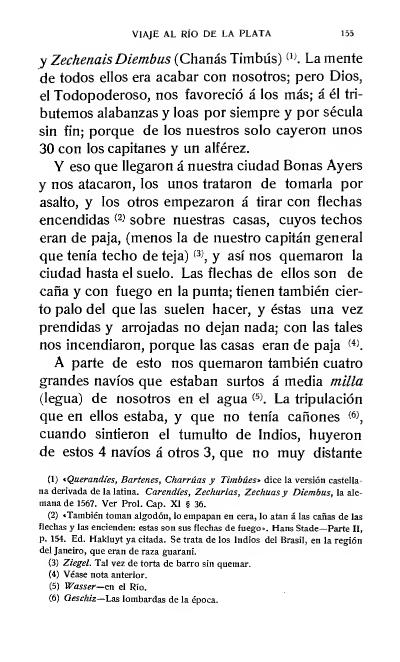 VIAJE AL RÍO DE LA PLATA 155
y Zechenais Diembus (Chanás Timbús) (1). La mente
de todos ellos era acabar con nosotros; pero Dios,
el Todopoderoso, nos favoreció á los más; á él tri-
butemos alabanzas y loas por siempre y por sécula
sin fin; porque de los nuestros solo cayeron unos
30 con los capitanes y un alférez.
Y eso que llegaron á nuestra ciudad Bonas Ayers
y nos atacaron, los unos trataron de tomarla por
asalto, y los otros empezaron á tirar con flechas
encendidas (2) sobre nuestras casas, cuyos techos
eran de paja, (menos la de nuestro capitán general
que tenía techo de teja) (3), y así nos quemaron la
ciudad hasta el suelo. Las flechas de ellos son de
caña y con fuego en la punta; tienen también cier-
to palo del que las suelen hacer, y éstas una vez
prendidas y arrojadas no dejan nada; con las tales
nos incendiaron, porque las casas eran de paja (4).
A parte de esto nos quemaron también cuatro
grandes navíos que estaban surtos á media milla
(legua) de nosotros en el agua (5). La tripulación
que en ellos estaba, y que no tenía cañones (6),
cuando sintieron el tumulto de Indios, huyeron
de estos 4 navíos á otros 3, que no muy distante
(1) «Querandíes, Bartenes, Charrúas y Timbúes» dice la versión castella-
na derivada de la latina. Carendies, Zechurias, Zechuas y Diembus, la ale-
mana de 1567. Ver Prol. Cap. XI § 36.
(2) «También toman algodón, lo empapan en cera, lo atan á las cañas de las
flechas y las encienden: estas son sus flechas de fuego». Hans Stade—Parte II,
p. 154. Ed. Hakluyt ya citada. Se trata de los Indios del Brasil, en la región
del Janeiro, que eran de raza guaraní.
(3) Ziegel. Tal vez de torta de barro sin quemar.
(4) Véase nota anterior.
(5) Wasser—en el Río.
(6) Geschiz—Las lombardas de la época.